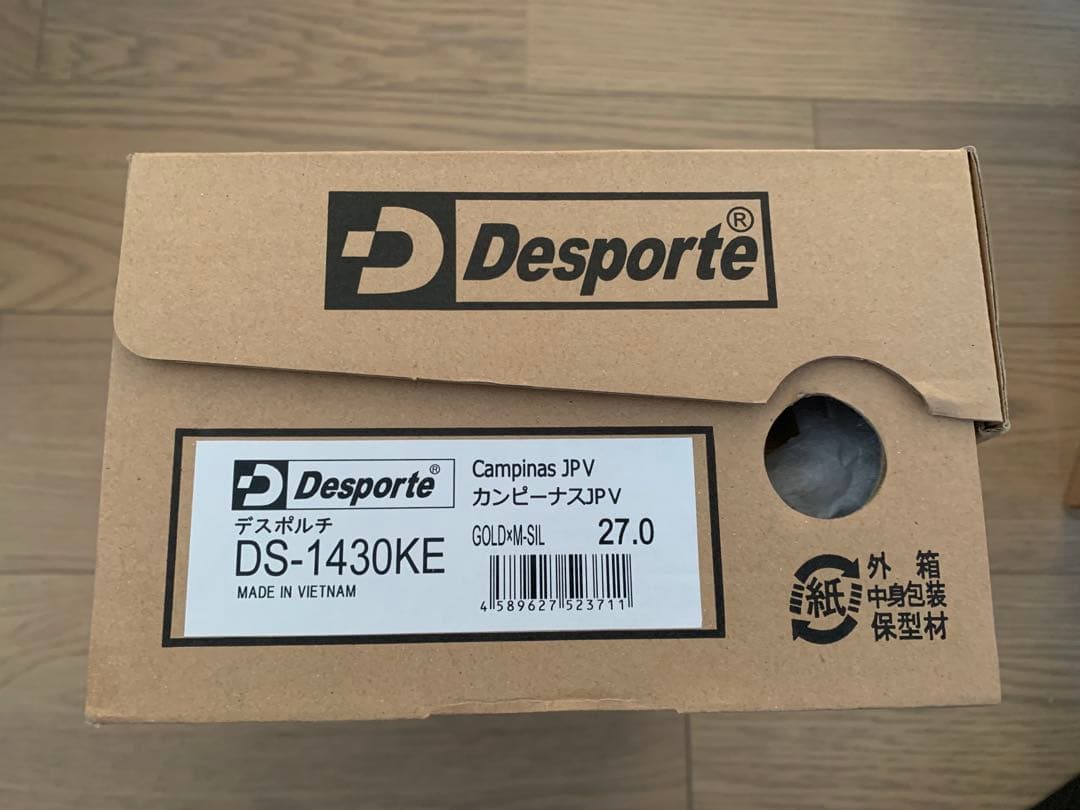 Desporte®
Desporte®
デスポルチ
DS-1430KE
MADE IN VIETNAM
Campinas JPV
カンピーナスJPV
GOLD×M-SIL 27.0
4589627523711
紙
外箱
中身包装
保型材